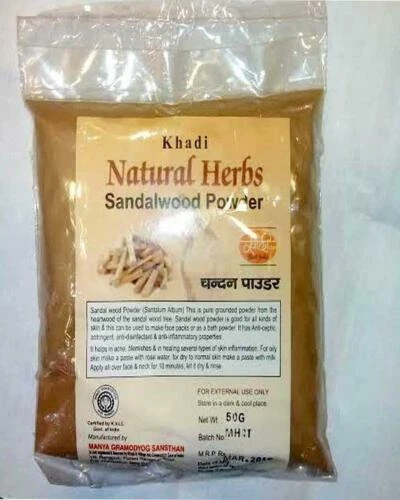 Khadi
Natural Herbs
Sandalwood Powder
चन्दन पाउडर
Sandal wood Powder (Santalum Album) This is pure grounded powder from the
heartwood of the sandal wood tree. Sandal wood powder is good for all kinds of
skin & this can be used to make face packs or as a bath powder. It has Anti-ceptic,
astringent, anti-disinfectant & anti-inflammatory properties.
It helps in acne, blemishes & in healing several types of skin inflammation. For oily
skin make a paste with rose water, for dry to normal skin make a paste with milk.
Apply all over face & neck for 10 minutes, let it dry & rinse
FOR EXTERNAL USE ONLY
Store in a dark & cool place.
Net Wt. 50G
Batch No.
M.R.P.
Certified by K.V.I.C
Govt. of India
Manufactured by
MANYA GRAMODYOG SANSTHAN